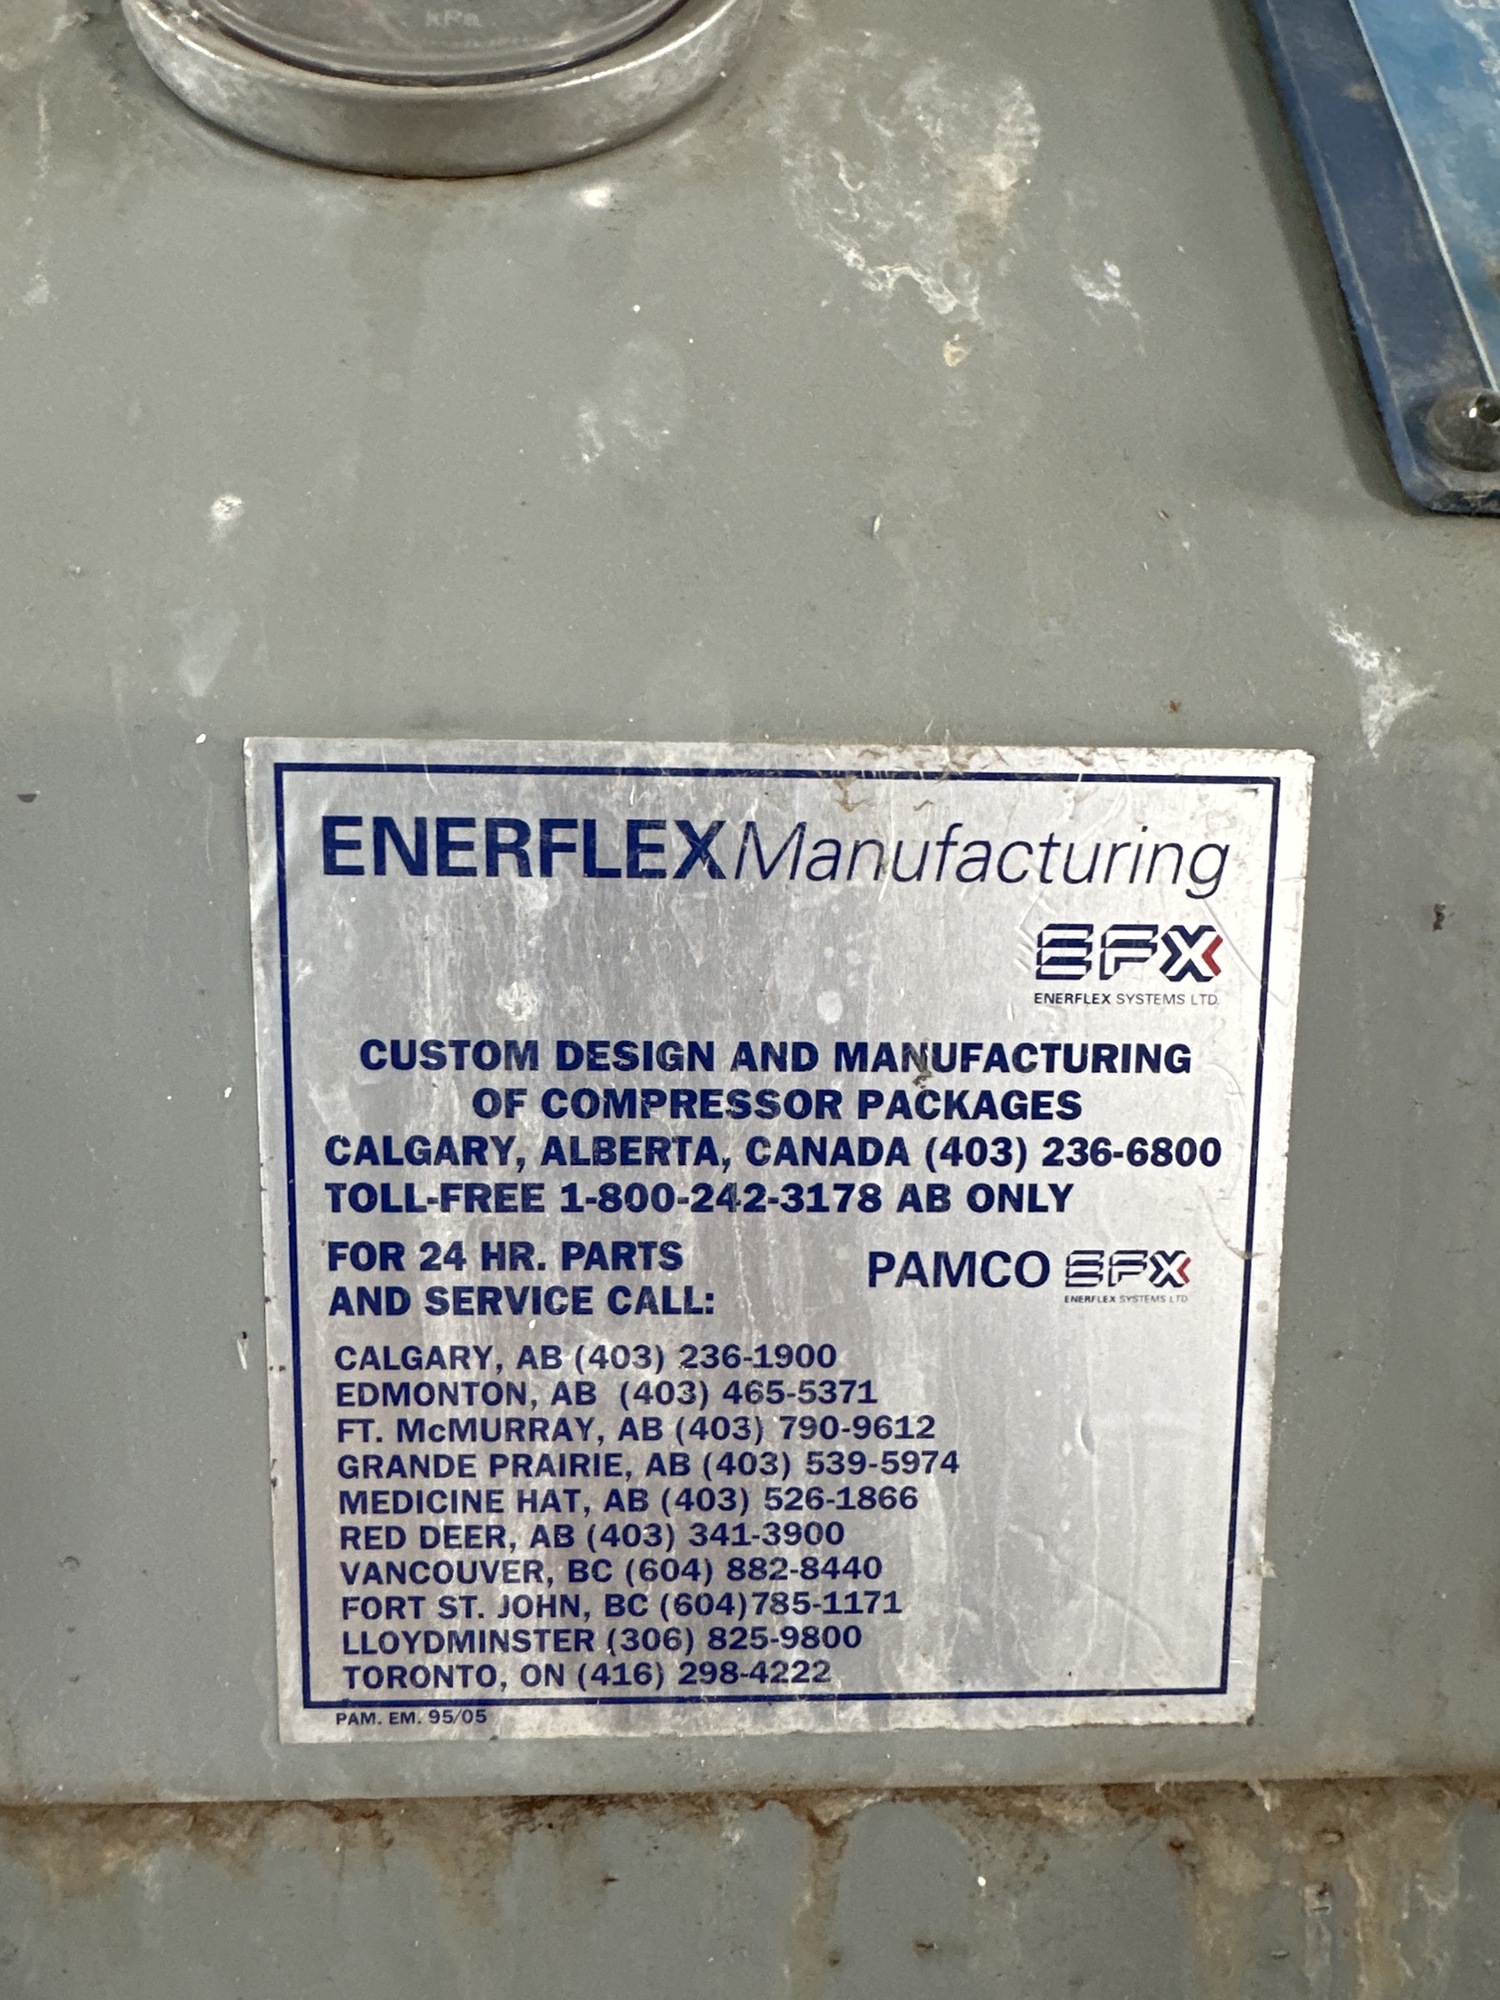 kPa
ENERFLEX Manufacturing
EFX
ENERFLEX SYSTEMS LTD.
CUSTOM DESIGN AND MANUFACTURING
OF COMPRESSOR PACKAGES
CALGARY, ALBERTA, CANADA (403) 236-6800
TOLL-FREE 1-800-242-3178 AB ONLY
FOR 24 HR. PARTS
AND SERVICE CALL:
PAMCO EFX
ENERFLEX SYSTEMS LTD
CALGARY, AB (403) 236-1900
EDMONTON, AB (403) 465-5371
FT. McMURRAY, AB (403) 790-9612
GRANDE PRAIRIE, AB (403) 539-5974
MEDICINE HAT, AB (403) 526-1866
RED DEER, AB (403) 341-3900
VANCOUVER, BC (604) 882-8440
FORT ST. JOHN, BC (604)785-1171
LLOYDMINSTER (306) 825-9800
TORONTO, ON (416) 298-4222
PAM. EM. 95/05